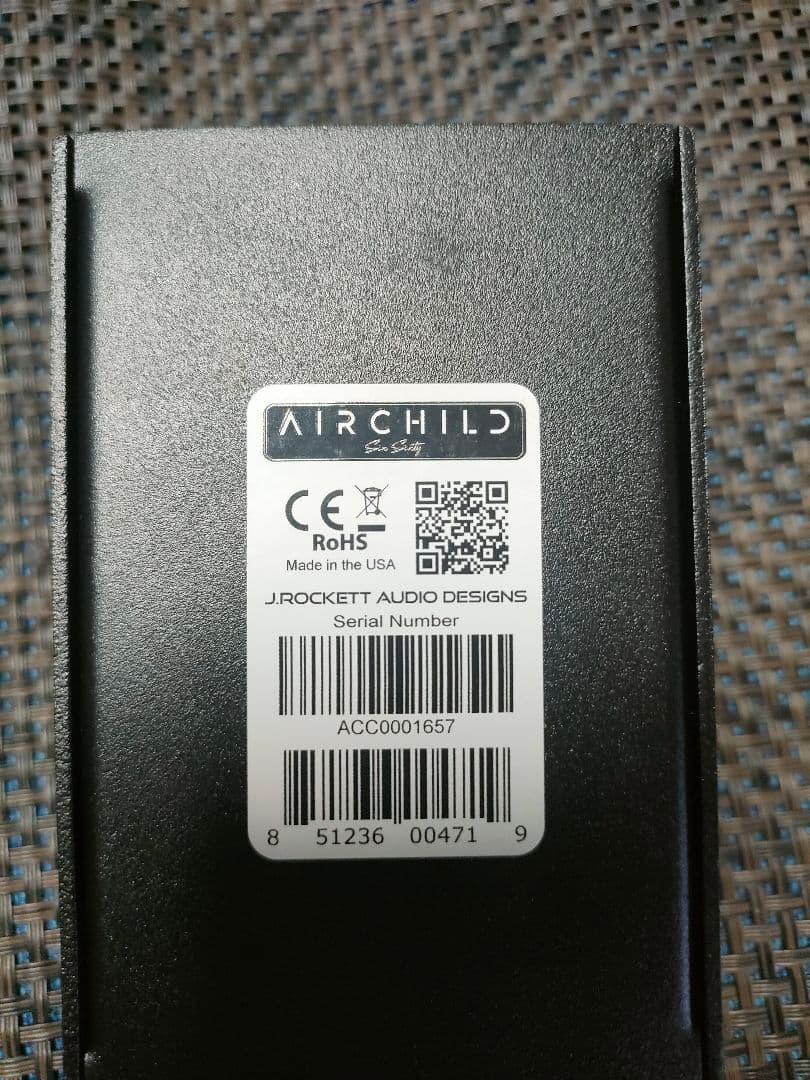 AIRCHILD
Six Sixty
CE
RoHS
Made in the USA
J.ROCKETT AUDIO DESIGNS
Serial Number
ACC0001657
8 51236 00471 9